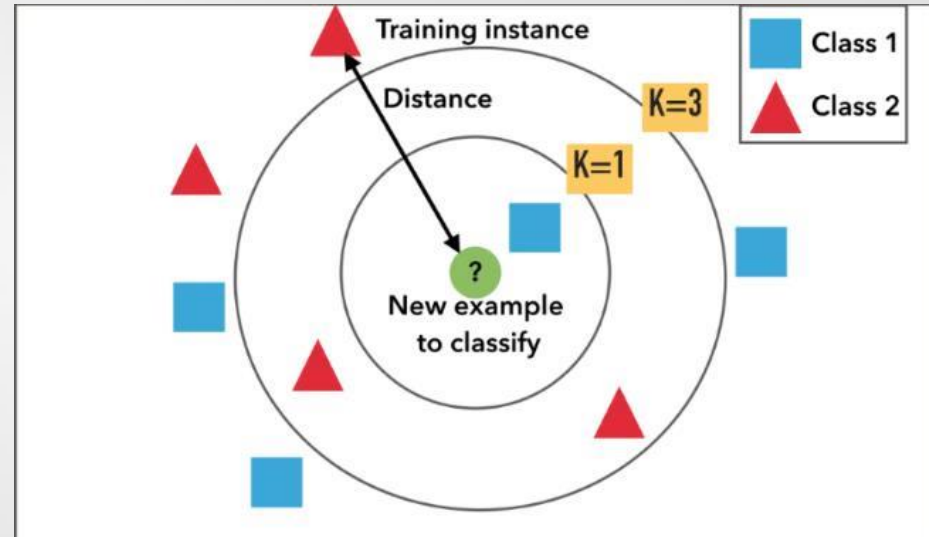 Training instance
Class 1
Distance
K=3
Class 2
K=1
?
New example
to classify